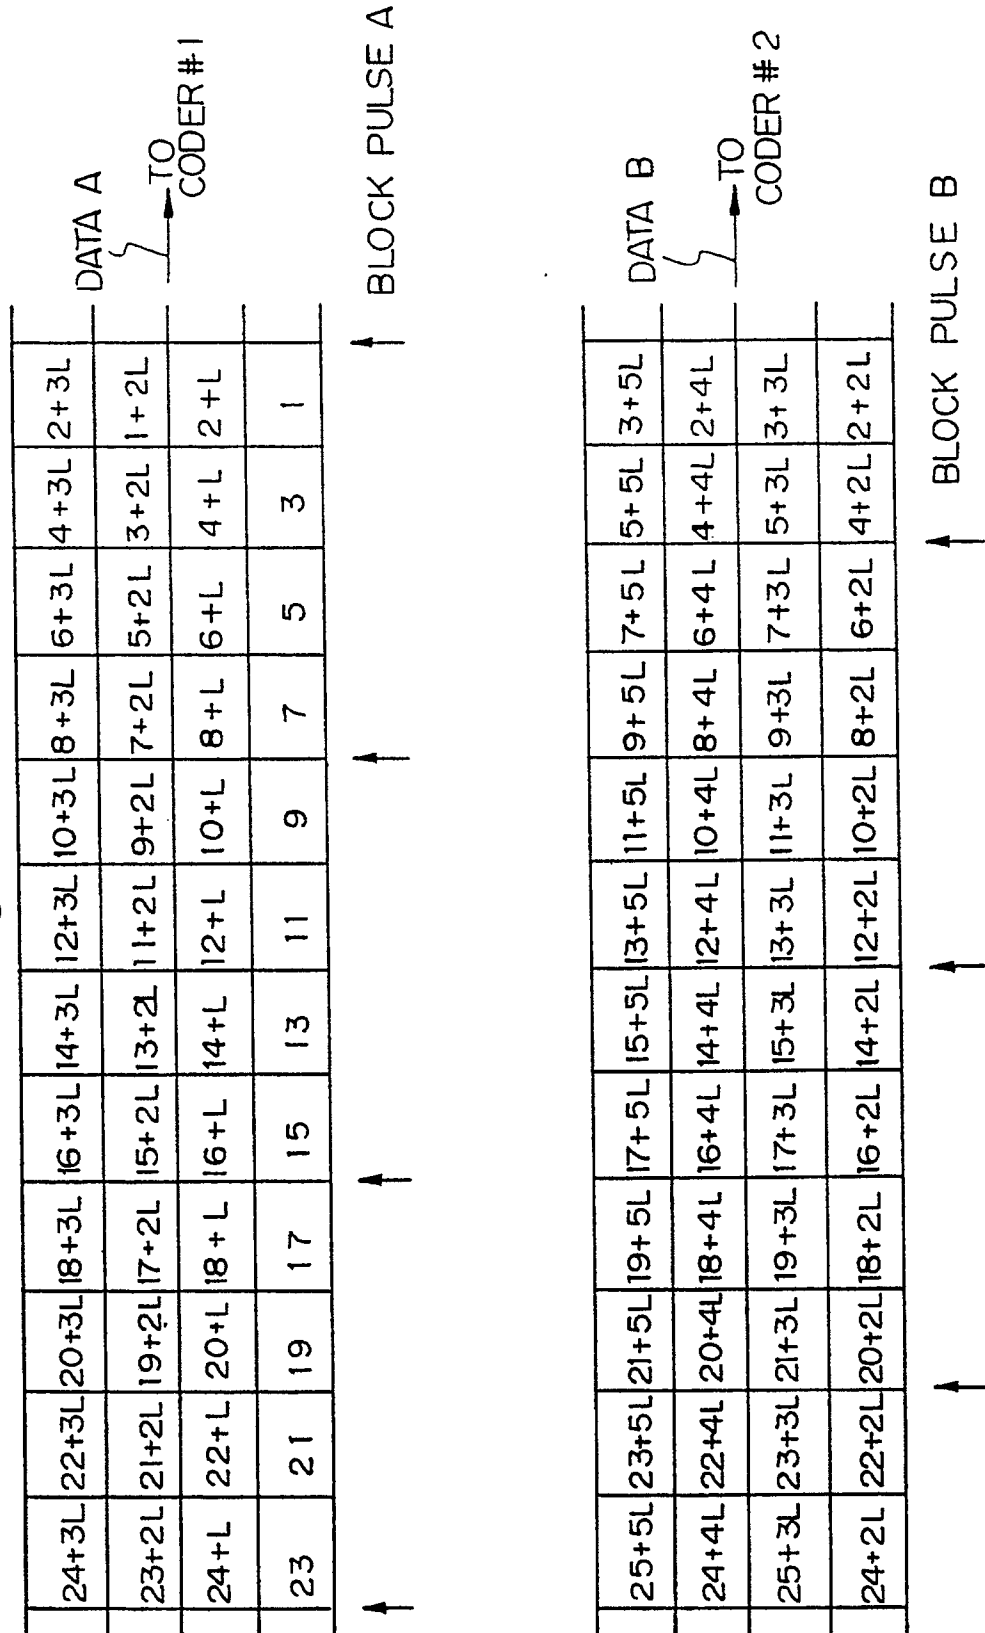 24+3L 22+3L 20+3L 18+3L 16+3L 14+3L 12+3L 10+3L 8+3L 6+3L 4+3L 2+3L
DATA A
23+2L 21+2L 19+2L 17+2L 15+2L 13+2L 11+2L 9+2L 7+2L 5+2L 3+2L 1+2L
TO
CODER #1
24+L 22+L 20+L 18+L 16+L 14+L 12+L 10+L 8+L 6+L 4+L 2+L
23 21 19 17 15 13 11 9 7 5 3 1
BLOCK PULSE A
25+5L 23+5L 21+5L 19+5L 17+5L 15+5L 13+5L 11+5L 9+5L 7+5L 5+5L 3+5L
DATA B
24+4L 22+4L 20+4L 18+4L 16+4L 14+4L 12+4L 10+4L 8+4L 6+4L 4+4L 2+4L
TO
CODER #2
25+3L 23+3L 21+3L 19+3L 17+3L 15+3L 13+3L 11+3L 9+3L 7+3L 5+3L 3+3L
24+2L 22+2L 20+2L 18+2L 16+2L 14+2L 12+2L 10+2L 8+2L 6+2L 4+2L 2+2L
BLOCK PULSE B